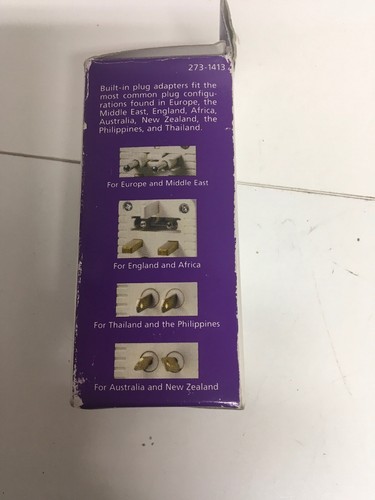 273-1413
Built-in plug adapters fit the
most common plug configu-
rations found in Europe, the
Middle East, England, Africa,
Australia, New Zealand, the
Philippines, and Thailand.
For Europe and Middle East
For England and Africa
For Thailand and the Philippines
For Australia and New Zealand